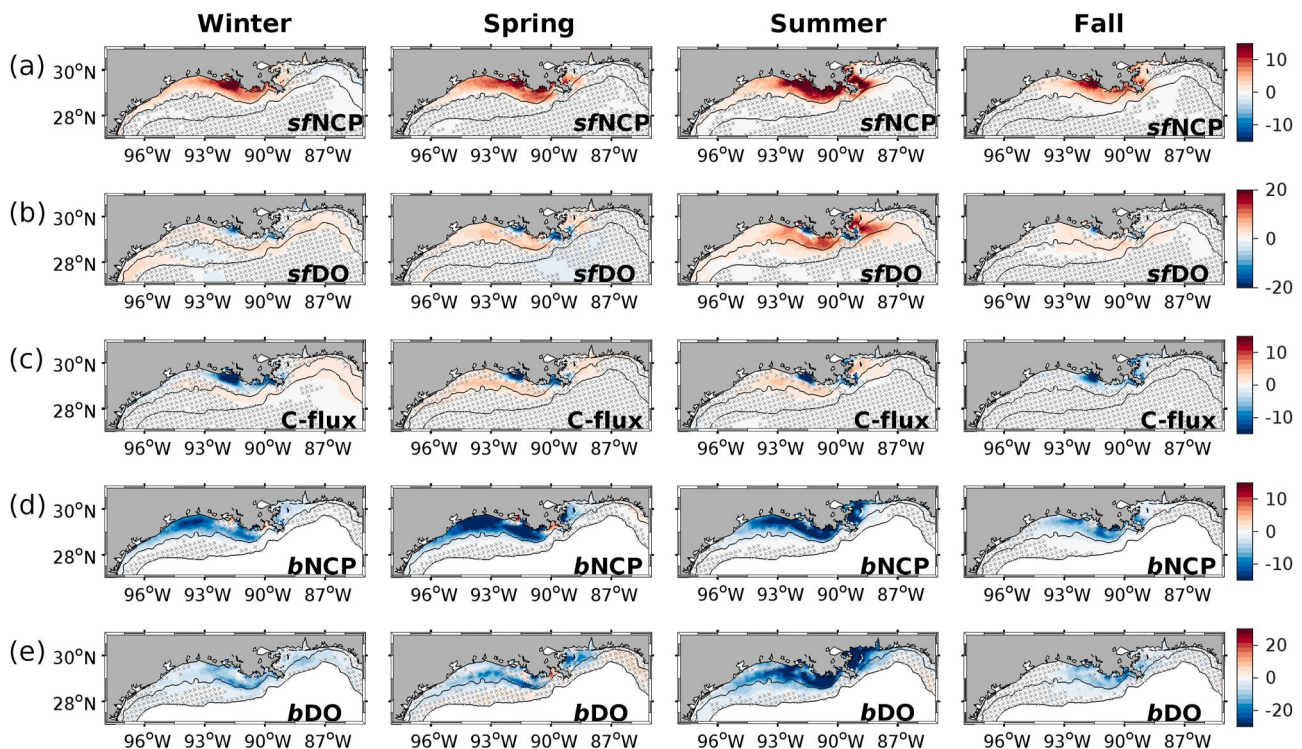 Winter Spring Summer Fall
(a) 30°N 28°N sfNCP sfNCP sfNCP sfNCP 10 0 -10
96°W 93°W 90°W 87°W 96°W 93°W 90°W 87°W 96°W 93°W 90°W 87°W 96°W 93°W 90°W 87°W
(b) 30°N 28°N sfDO sfDO sfDO sfDO 20 0 -20
96°W 93°W 90°W 87°W 96°W 93°W 90°W 87°W 96°W 93°W 90°W 87°W 96°W 93°W 90°W 87°W
(c) 30°N 28°N C-flux C-flux C-flux C-flux 10 0 -10
96°W 93°W 90°W 87°W 96°W 93°W 90°W 87°W 96°W 93°W 90°W 87°W 96°W 93°W 90°W 87°W
(d) 30°N 28°N bNCP bNCP bNCP bNCP 10 0 -10
96°W 93°W 90°W 87°W 96°W 93°W 90°W 87°W 96°W 93°W 90°W 87°W 96°W 93°W 90°W 87°W
(e) 30°N 28°N bDO bDO bDO bDO 20 0 -20
96°W 93°W 90°W 87°W 96°W 93°W 90°W 87°W 96°W 93°W 90°W 87°W 96°W 93°W 90°W 87°W